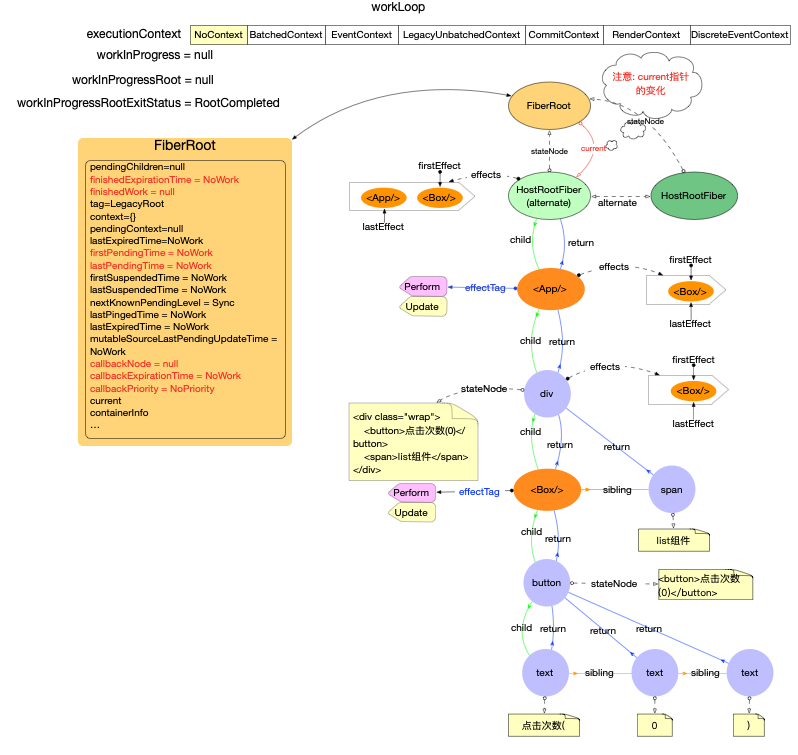 workLoop
executionContext
NoContext
BatchedContext
EventContext
LegacyUnbatchedContext
CommitContext
RenderContext
DiscreteEventContext
workInProgress = null
workInProgressRoot = null
workInProgressRootExitStatus = RootCompleted
注意: current指针
的变化
FiberRoot
stateNode
stateNode
current
FiberRoot
pendingChildren=null
finishedExpirationTime = NoWork
finishedWork = null
tag=LegacyRoot
context={}
pendingContext=null
lastExpiredTime=NoWork
firstPendingTime = NoWork
lastPendingTime = NoWork
firstSuspendedTime = NoWork
lastSuspendedTime = NoWork
nextKnownPendingLevel = Sync
lastPingedTime = NoWork
lastExpiredTime = NoWork
mutableSourceLastPendingUpdateTime =
NoWork
callbackNode = null
callbackExpirationTime = NoWork
callbackPriority = NoPriority
current
containerInfo
...
firstEffect
effects
<App/>
<Box/>
lastEffect
HostRootFiber
(alternate)
alternate
HostRootFiber
child
return
effects
firstEffect
<Box/>
lastEffect
Perform
Update
effectTag
<App/>
child
return
effects
firstEffect
<Box/>
lastEffect
stateNode
div
<div class="wrap">
<button>点击次数(0)</
button>
<span>list组件</span>
</div>
child
return
return
Perform
Update
effectTag
<Box/>
sibling
span
list组件
child
return
button
stateNode
<button>点击次数
(0)</button>
child
return
return
return
text
sibling
text
sibling
text
点击次数(
0
)